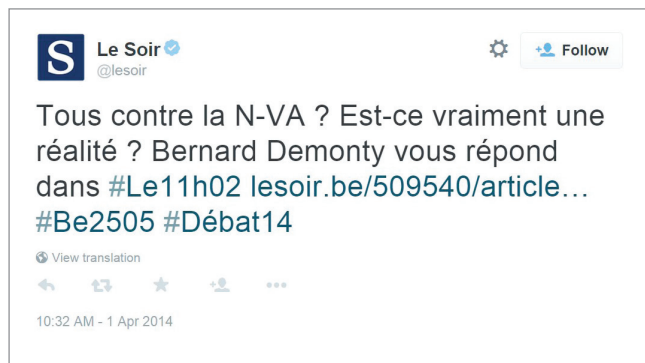 S Le Soir
@lesoir
Follow
Tous contre la N-VA ? Est-ce vraiment une
réalité ? Bernard Demonty vous répond
dans #Le11h02 lesoir.be/509540/article…
#Be2505 #Débat14
View translation
10:32 AM - 1 Apr 2014